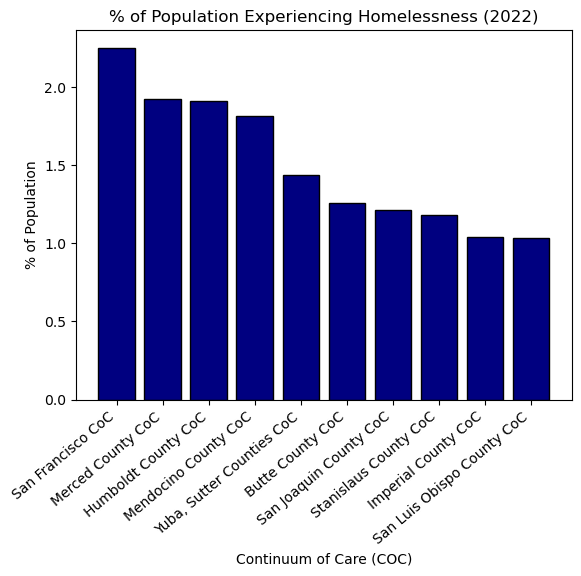 % of Population Experiencing Homelessness (2022)
% of Population
2.0
1.5
1.0
0.5
0.0
San Francisco CoC
Merced County CoC
Humboldt County CoC
Mendocino County CoC
Yuba, Sutter Counties CoC
Butte County CoC
San Joaquin County CoC
Stanislaus County CoC
Imperial County CoC
San Luis Obispo County CoC
Continuum of Care (COC)